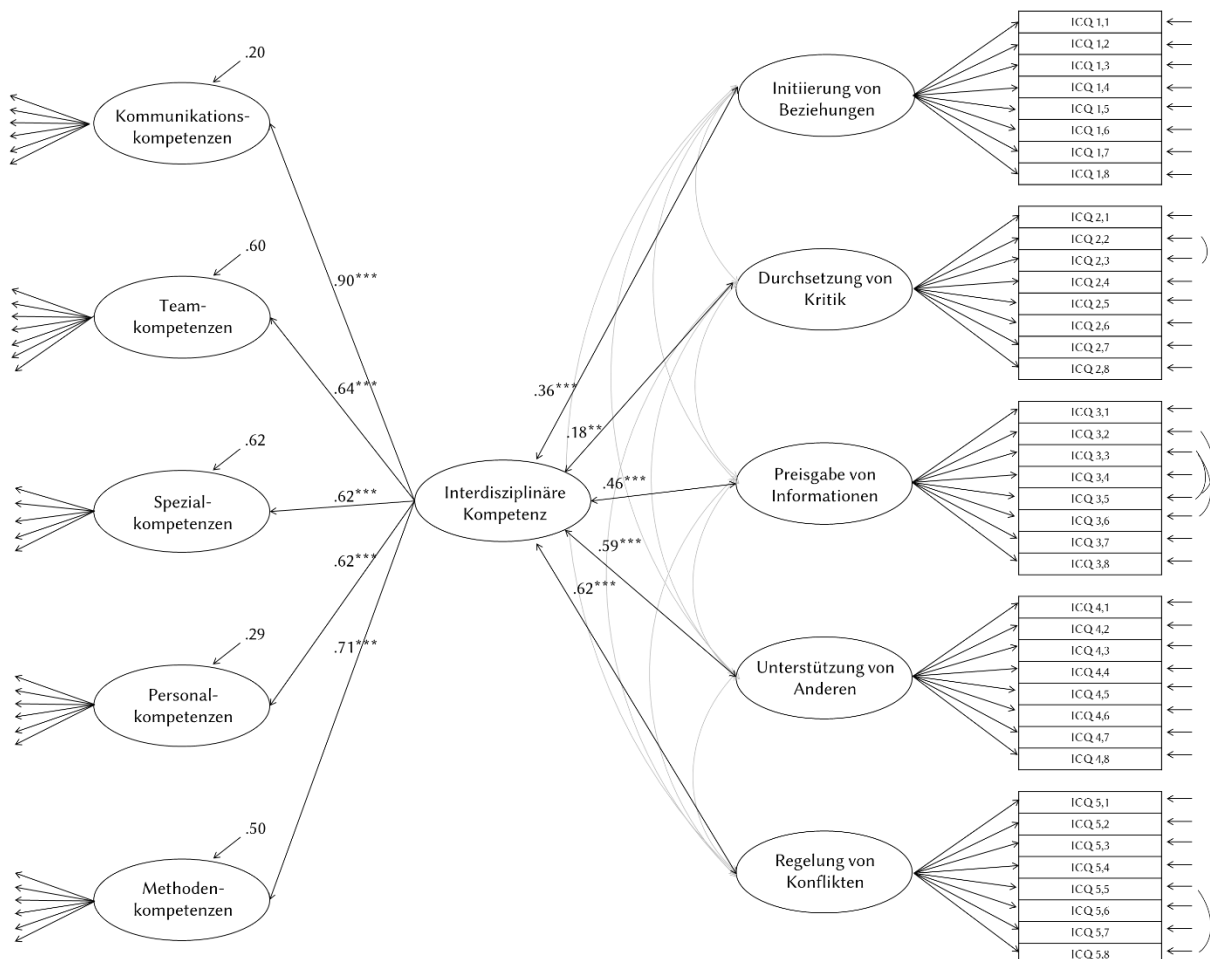 .20
Kommunikations-
kompetenzen
.60
Team-
kompetenzen
.62
Spezial-
kompetenzen
.29
Personal-
kompetenzen
.50
Methoden-
kompetenzen
.90***
.64***
.62***
.62***
.71***
Interdisziplinäre
Kompetenz
.36***
.18**
.46***
.59***
.62***
Initiierung von
Beziehungen
Durchsetzung von
Kritik
Preisgabe von
Informationen
Unterstützung von
Anderen
Regelung von
Konflikten
ICQ 1,1
ICQ 1,2
ICQ 1,3
ICQ 1,4
ICQ 1,5
ICQ 1,6
ICQ 1,7
ICQ 1,8
ICQ 2,1
ICQ 2,2
ICQ 2,3
ICQ 2,4
ICQ 2,5
ICQ 2,6
ICQ 2,7
ICQ 2,8
ICQ 3,1
ICQ 3,2
ICQ 3,3
ICQ 3,4
ICQ 3,5
ICQ 3,6
ICQ 3,7
ICQ 3,8
ICQ 4,1
ICQ 4,2
ICQ 4,3
ICQ 4,4
ICQ 4,5
ICQ 4,6
ICQ 4,7
ICQ 4,8
ICQ 5,1
ICQ 5,2
ICQ 5,3
ICQ 5,4
ICQ 5,5
ICQ 5,6
ICQ 5,7
ICQ 5,8